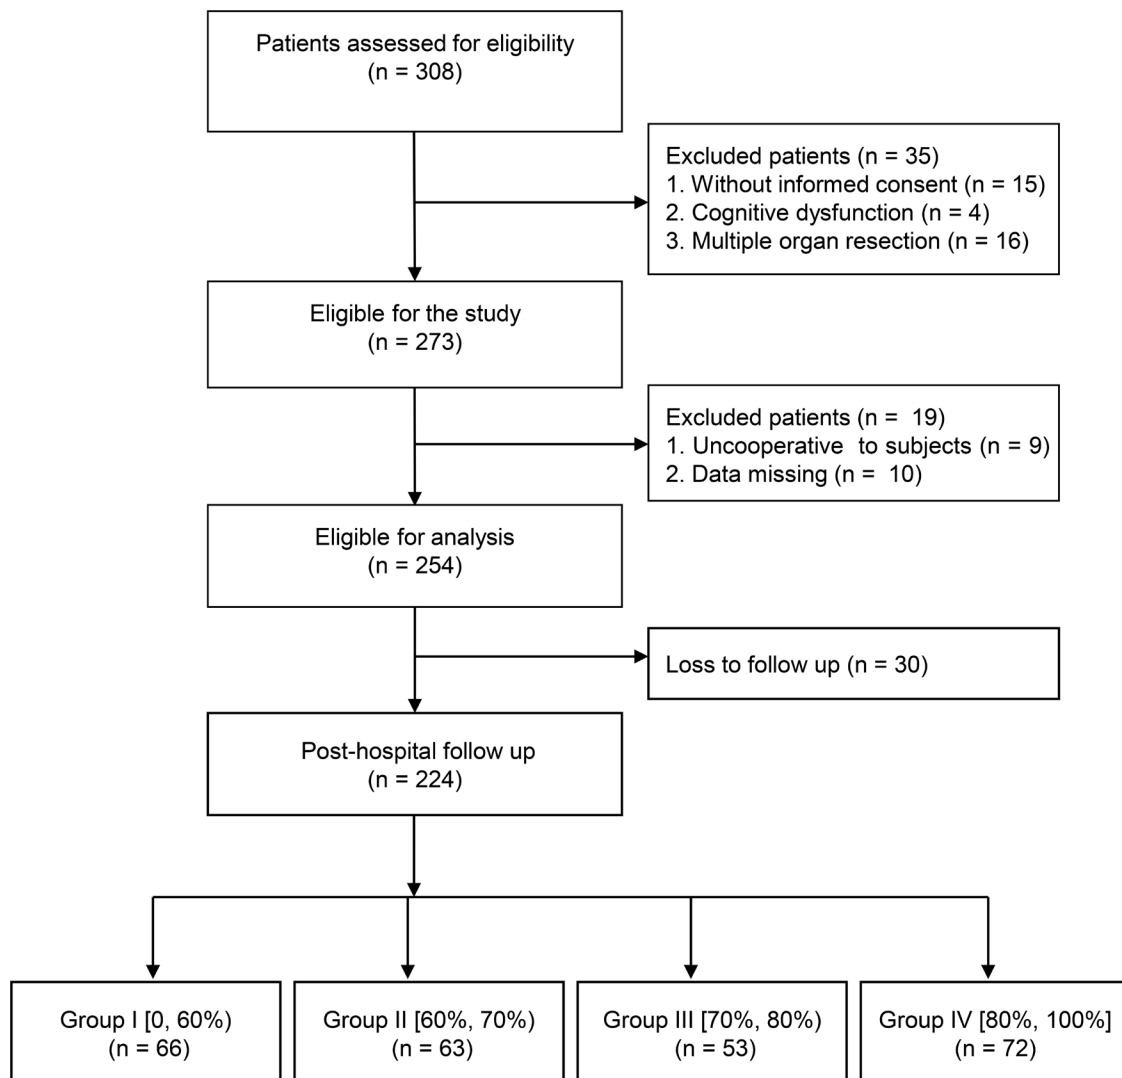 Patients assessed for eligibility
(n = 308)
Excluded patients (n = 35)
1. Without informed consent (n = 15)
2. Cognitive dysfunction (n = 4)
3. Multiple organ resection (n = 16)
Eligible for the study
(n = 273)
Excluded patients (n =  19)
1. Uncooperative  to subjects (n = 9)
2. Data missing (n =  10)
Eligible for analysis
(n = 254)
Loss to follow up (n = 30)
Post-hospital follow up
(n = 224)
Group I [0, 60%)
(n = 66)
Group II [60%, 70%)
(n = 63)
Group III [70%, 80%)
(n = 53)
Group IV [80%, 100%]
(n = 72)